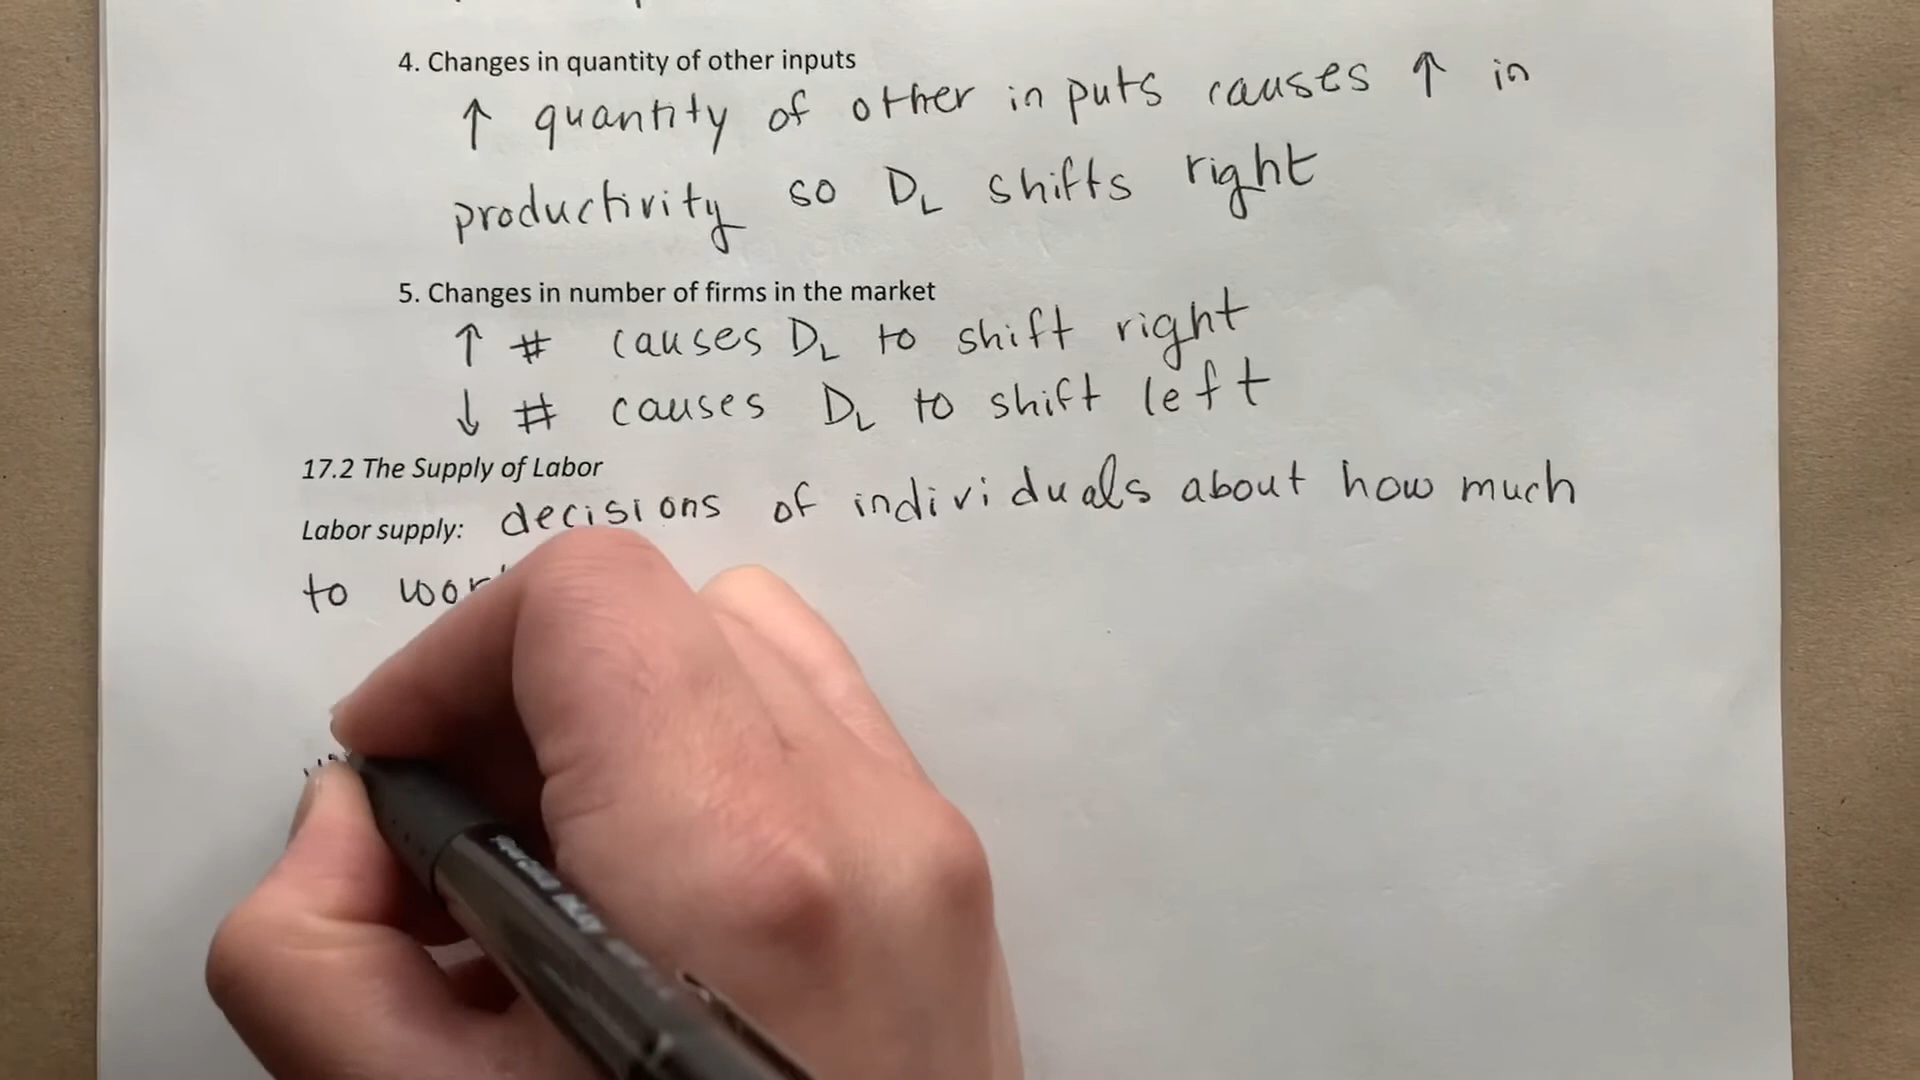 4. Changes in quantity of other inputs
↑ quantity of other inputs causes ↑ in
productivity so D_L shifts right
5. Changes in number of firms in the market
↑ # causes D_L to shift right
↓ # causes D_L to shift left
17.2 The Supply of Labor
Labor supply: decisions of individuals about how much
to